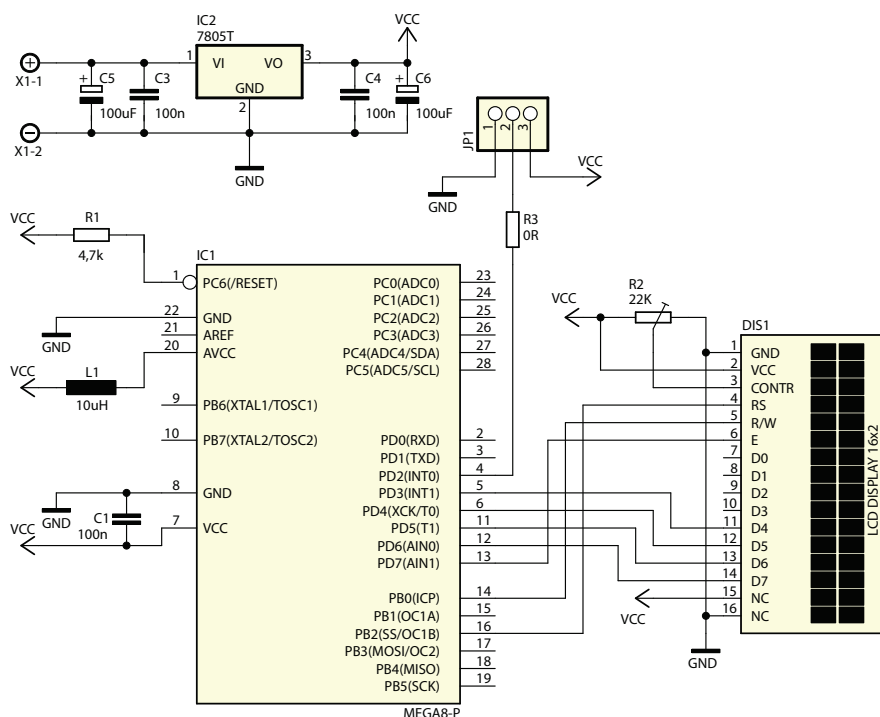 IC2
7805T
VCC
1 VI VO 3
GND
2
X1-1
+ C5
100uF
C3
100n
C4
100n
+ C6
100uF
X1-2
GND
JP1
1 2 3
GND
VCC
R3
0R
VCC
R1
4,7k
IC1
1 PC6(/RESET)
22 GND
21 AREF
20 AVCC
GND
VCC
L1
10uH
9 PB6(XTAL1/TOSC1)
10 PB7(XTAL2/TOSC2)
8 GND
7 VCC
GND
C1
100n
VCC
PC0(ADC0) 23
PC1(ADC1) 24
PC2(ADC2) 25
PC3(ADC3) 26
PC4(ADC4/SDA) 27
PC5(ADC5/SCL) 28
PD0(RXD) 2
PD1(TXD) 3
PD2(INT0) 4
PD3(INT1) 5
PD4(XCK/T0) 6
PD5(T1) 11
PD6(AIN0) 12
PD7(AIN1) 13
PB0(ICP) 14
PB1(OC1A) 15
PB2(SS/OC1B) 16
PB3(MOSI/OC2) 17
PB4(MISO) 18
PB5(SCK) 19
MEGA8-P
VCC
R2
22K
DIS1
1 GND
2 VCC
3 CONTR
4 RS
5 R/W
6 E
7 D0
8 D1
9 D2
10 D3
11 D4
12 D5
13 D6
14 D7
15 NC
16 NC
LCD DISPLAY 16x2
VCC
GND